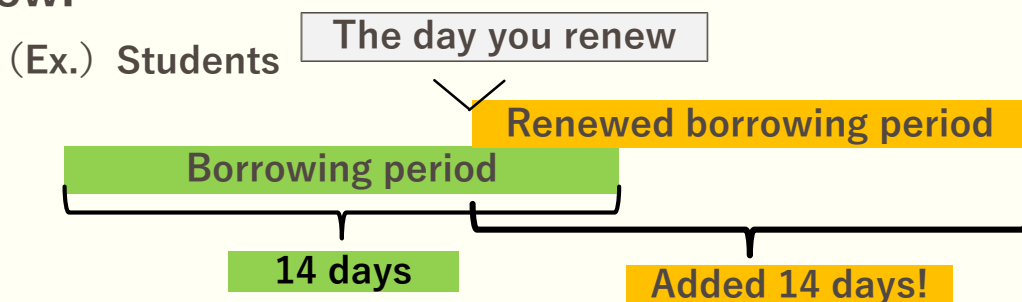 (Ex.) Students
The day you renew
Renewed borrowing period
Borrowing period
14 days
Added 14 days!